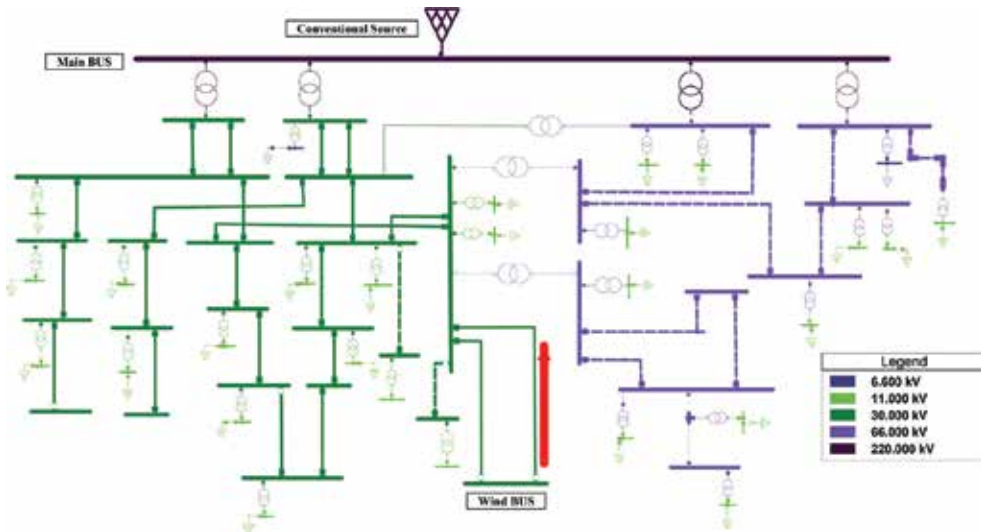 Conventional Source
Main BUS
Legend
6.600 kV
11.000 kV
30.000 kV
66.000 kV
220.000 kV
Wind BUS